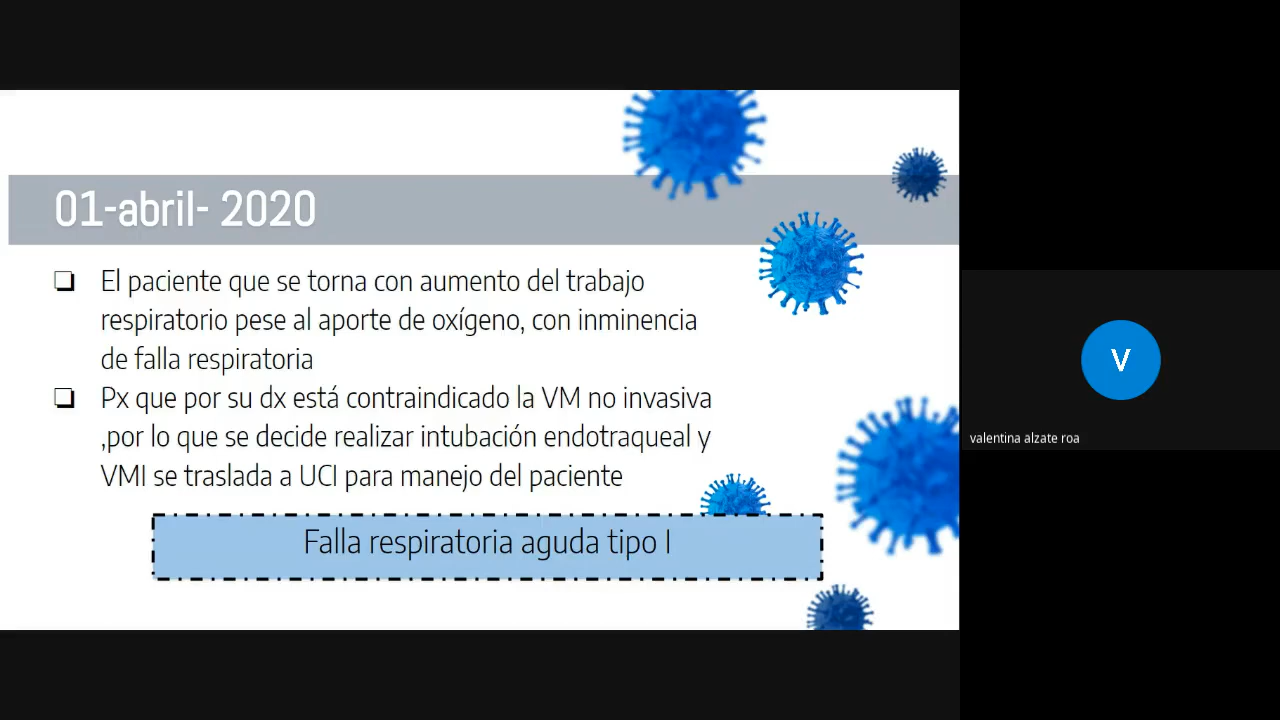 01-abril- 2020
❏ El paciente que se torna con aumento del trabajo
respiratorio pese al aporte de oxígeno, con inminencia
de falla respiratoria
❏ Px que por su dx está contraindicado la VM no invasiva
,por lo que se decide realizar intubación endotraqueal y
VMI se traslada a UCI para manejo del paciente
Falla respiratoria aguda tipo I
V
valentina alzate roa